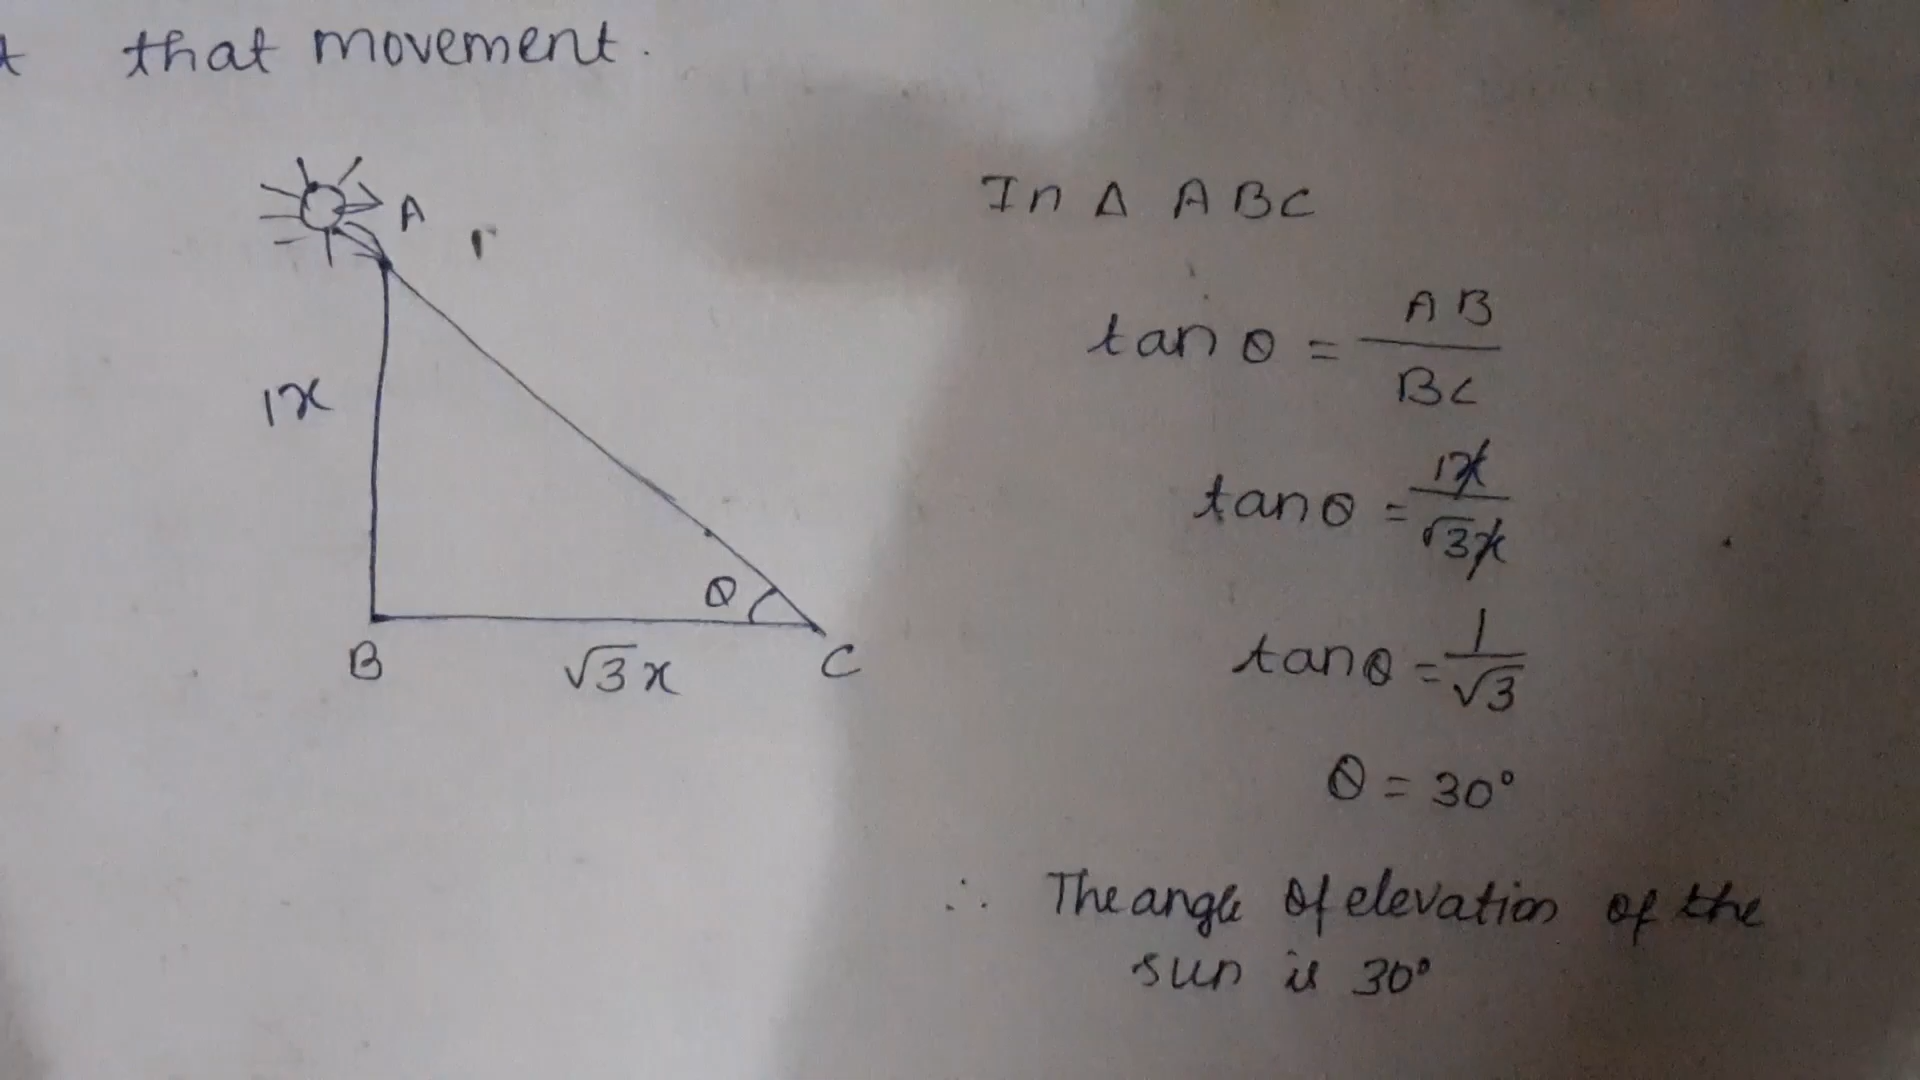 that movement.
A
1x
θ
B
√3x
C
In Δ ABC
tan θ = AB/BC
tan θ = 1x/√3x
tan θ = 1/√3
θ = 30°
∴ The angle of elevation of the
sun is 30°